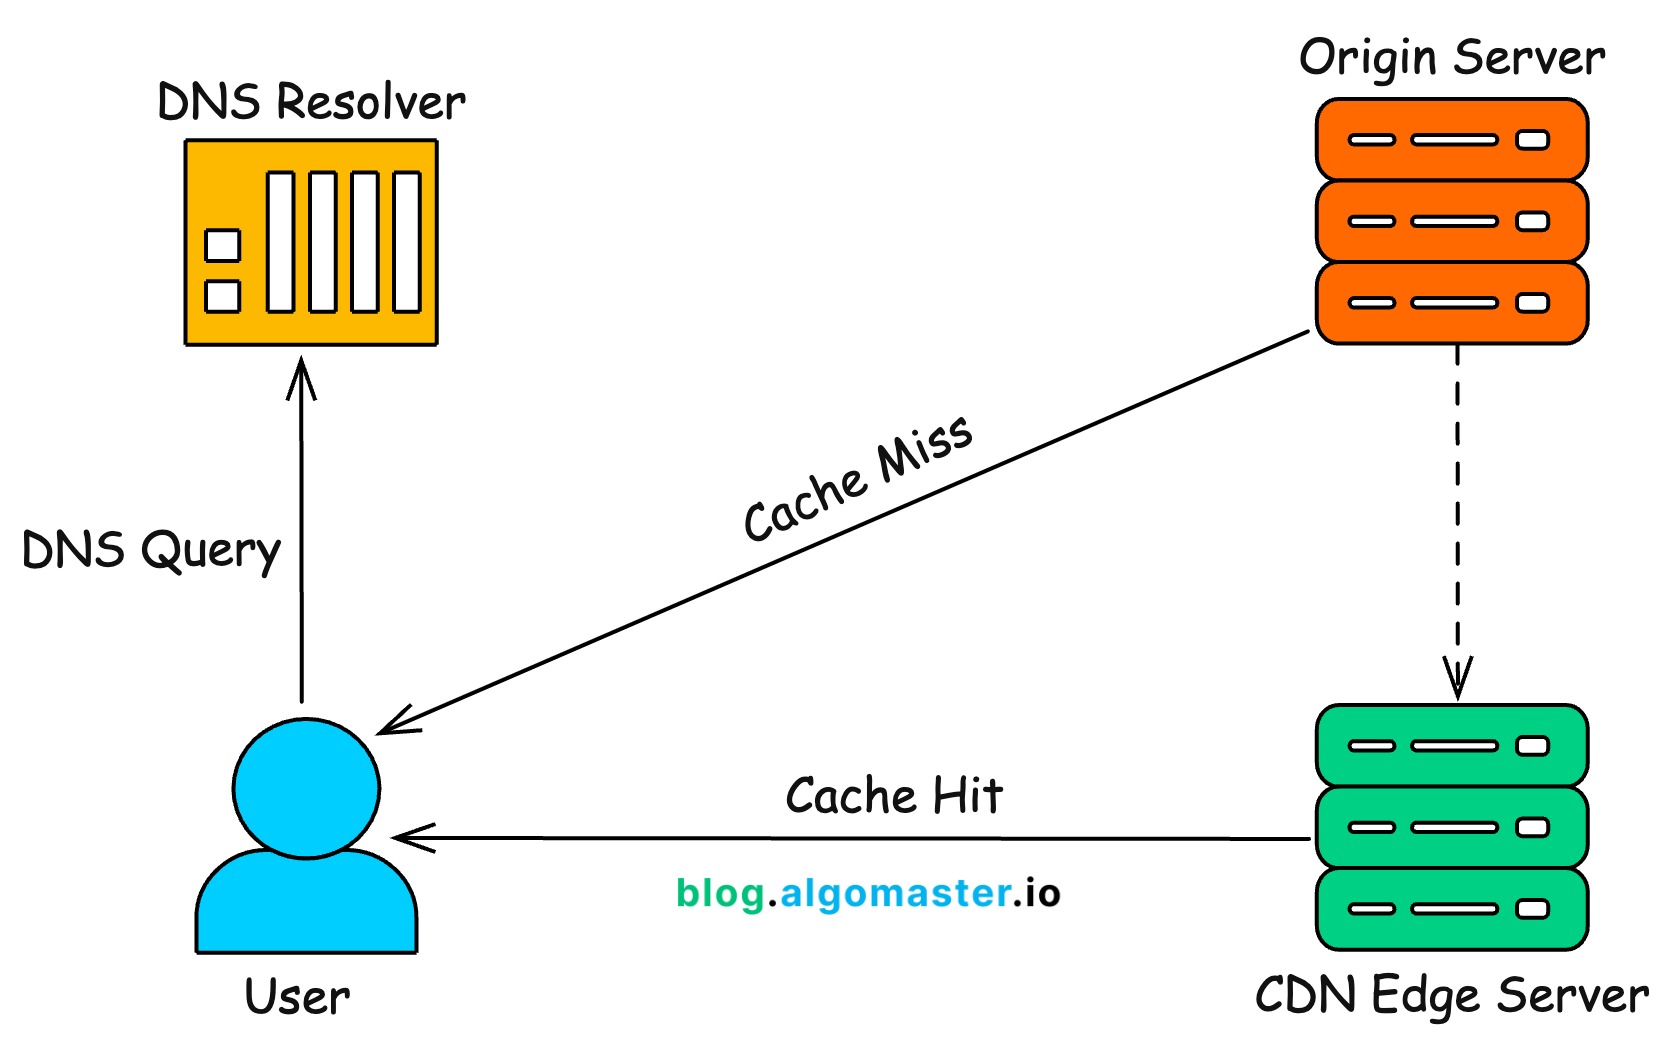 Origin Server
DNS Resolver
Cache Miss
DNS Query
Cache Hit
blog.algomaster.io
User
CDN Edge Server